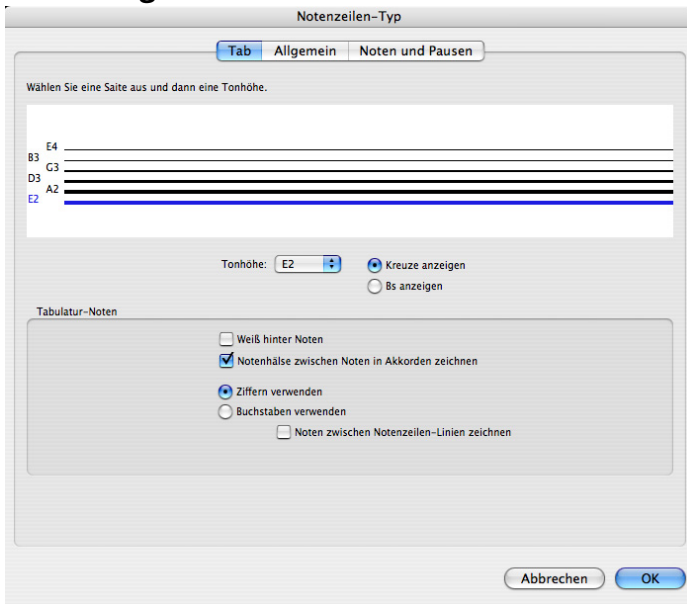 Notenzeilen-Typ
Tab Allgemein Noten und Pausen
Wählen Sie eine Saite aus und dann eine Tonhöhe.
E4
B3
G3
D3
A2
E2
Tonhöhe: E2 Kreuze anzeigen
Bs anzeigen
Tabulatur-Noten
Weiß hinter Noten
Notenhälse zwischen Noten in Akkorden zeichnen
Ziffern verwenden
Buchstaben verwenden
Noten zwischen Notenzeilen-Linien zeichnen
Abbrechen OK